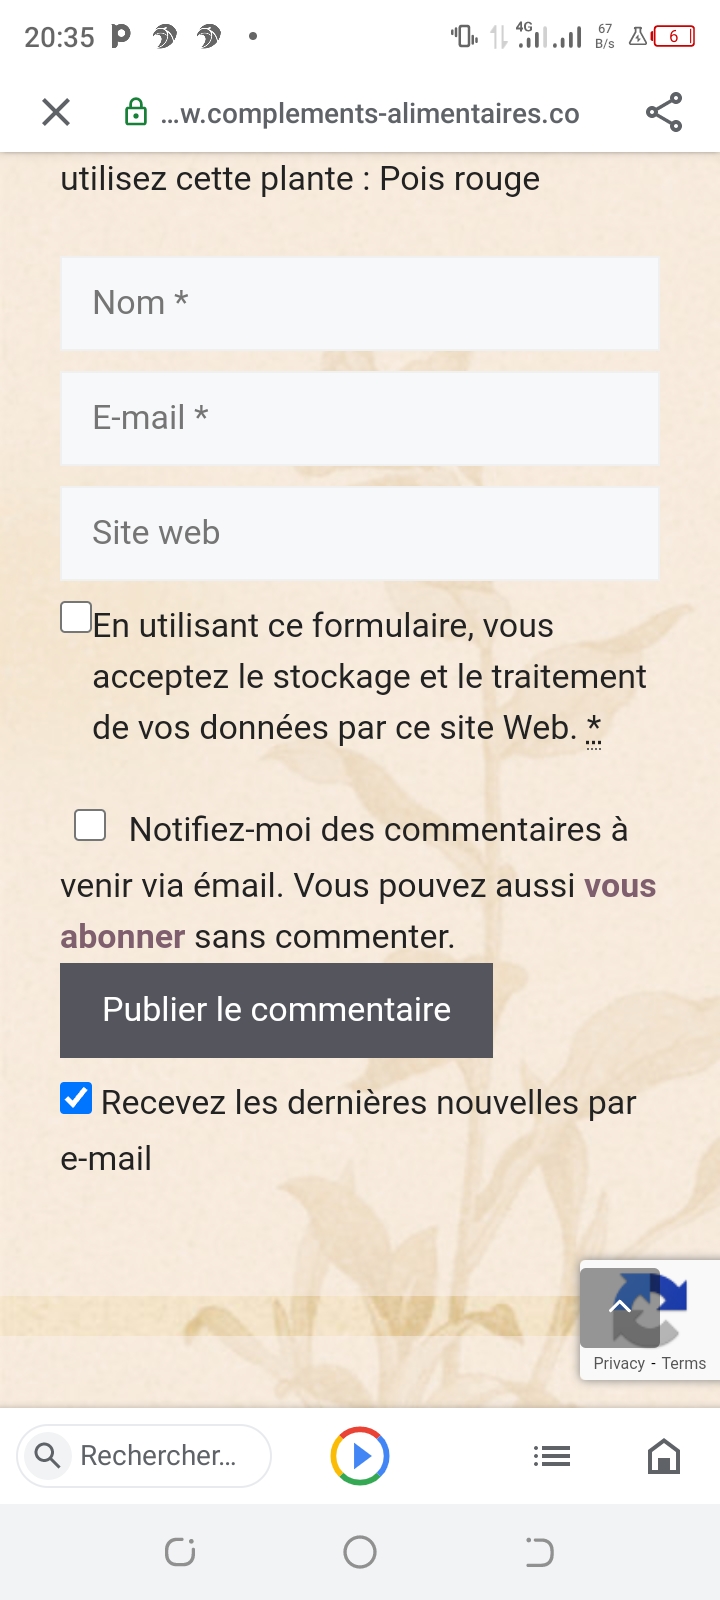 20:35
4G
67
B/s
6
...w.complements-alimentaires.co
utilisez cette plante : Pois rouge
Nom *
E-mail *
Site web
En utilisant ce formulaire, vous
acceptez le stockage et le traitement
de vos données par ce site Web. *
Notifiez-moi des commentaires à
venir via émail. Vous pouvez aussi vous
abonner sans commenter.
Publier le commentaire
Recevez les dernières nouvelles par
e-mail
Privacy - Terms
Rechercher...